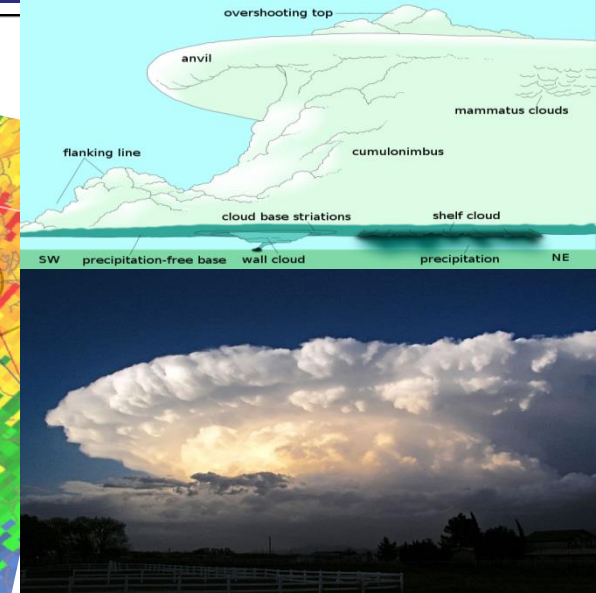 overshooting top
anvil
mammatus clouds
flanking line
cumulonimbus
cloud base striations
shelf cloud
SW
precipitation-free base
wall cloud
precipitation
NE